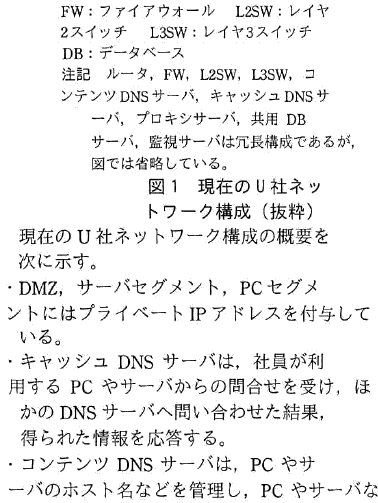 FW：ファイアウォール　L2SW：レイヤ
2スイッチ　L3SW：レイヤ3スイッチ
DB：データベース
注記　ルータ，FW，L2SW，L3SW，コ
ンテンツDNSサーバ，キャッシュDNSサ
ーバ，プロキシサーバ，共用 DB
サーバ，監視サーバは冗長構成であるが，
図では省略している。
図1　現在のU社ネッ
トワーク構成（抜粋）
現在の U 社ネットワーク構成の概要を
次に示す。
・DMZ，サーバセグメント，PCセグメ
ントにはプライベートIPアドレスを付与して
いる。
・キャッシュ DNS サーバは，社員が利
用する PC やサーバからの問合せを受け，ほ
かの DNS サーバへ問い合わせた結果，
得られた情報を応答する。
・コンテンツ DNS サーバは，PC やサ
ーバのホスト名などを管理し，PC やサーバな